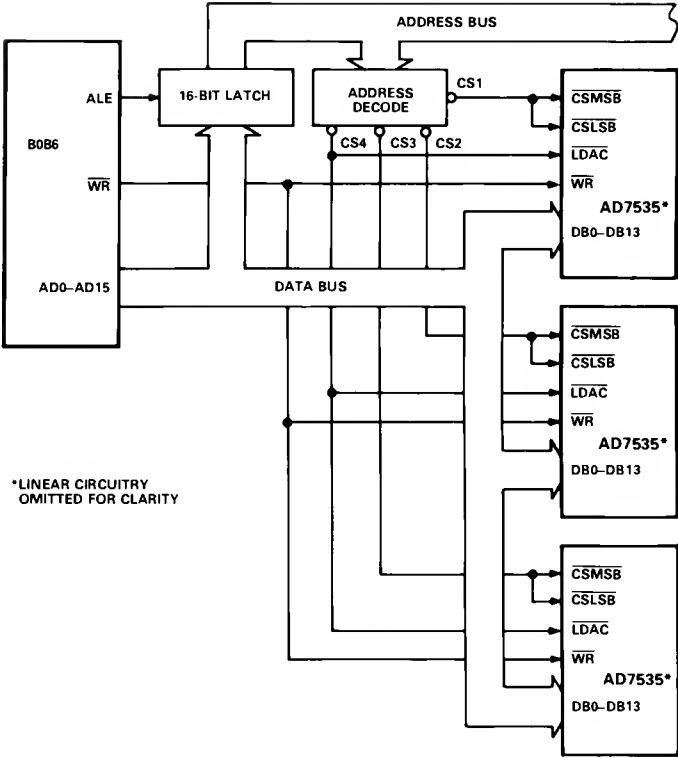 ADDRESS BUS
ALE
16-BIT LATCH
ADDRESS
DECODE
CS1
CSMSB
CSLSB
B0B6
CS4
CS3
CS2
LDAC
WR
WR
AD7535*
DB0–DB13
AD0–AD15
DATA BUS
CSMSB
CSLSB
LDAC
WR
AD7535*
DB0–DB13
*LINEAR CIRCUITRY
OMITTED FOR CLARITY
CSMSB
CSLSB
LDAC
WR
AD7535*
DB0–DB13